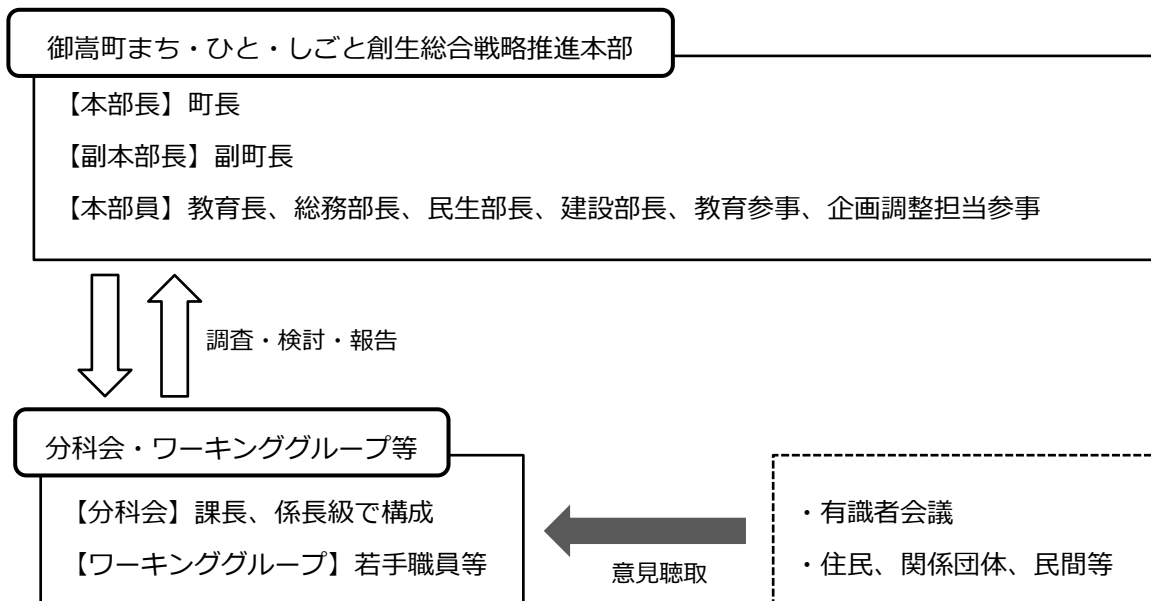 御嵩町まち・ひと・しごと創生総合戦略推進本部
【本部長】町長
【副本部長】副町長
【本部員】教育長、総務部長、民生部長、建設部長、教育参事、企画調整担当参事
調査・検討・報告
分科会・ワーキンググループ等
【分科会】課長、係長級で構成
【ワーキンググループ】若手職員等
意見聴取
・有識者会議
・住民、関係団体、民間等